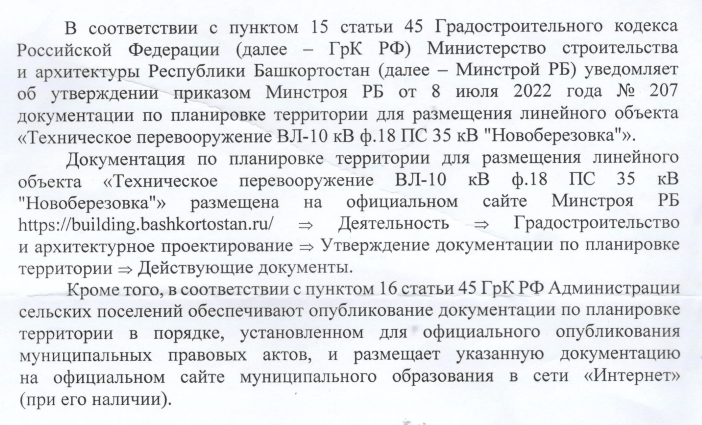 В соответствии с пунктом 15 статьи 45 Градостроительного кодекса
Российской Федерации (далее – ГрК РФ) Министерство строительства
и архитектуры Республики Башкортостан (далее – Минстрой РБ) уведомляет
об утверждении приказом Минстроя РБ от 8 июля 2022 года № 207
документации по планировке территории для размещения линейного объекта
«Техническое перевооружение ВЛ-10 кВ ф.18 ПС 35 кВ "Новоберезовка"».
Документация по планировке территории для размещения линейного
объекта «Техническое перевооружение ВЛ-10 кВ ф.18 ПС 35 кВ
"Новоберезовка"» размещена на официальном сайте Минстроя РБ
https://building.bashkortostan.ru/ ⇒ Деятельность ⇒ Градостроительство
и архитектурное проектирование ⇒ Утверждение документации по планировке
территории ⇒ Действующие документы.
Кроме того, в соответствии с пунктом 16 статьи 45 ГрК РФ Администрации
сельских поселений обеспечивают опубликование документации по планировке
территории в порядке, установленном для официального опубликования
муниципальных правовых актов, и размещает указанную документацию
на официальном сайте муниципального образования в сети «Интернет»
(при его наличии).